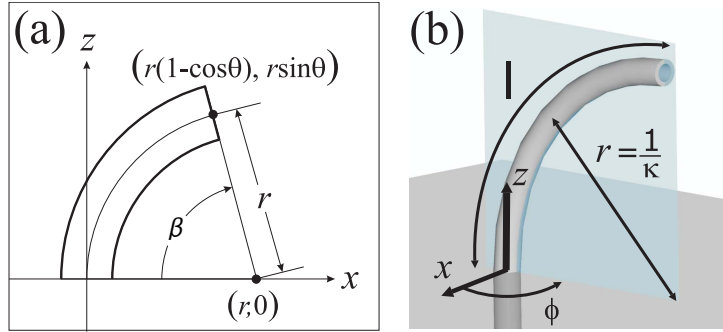 (a)
z
(r(1-cosθ), rsinθ)
β
r
x
(r,0)
(b)
l
r = 1/κ
z
x
ϕ